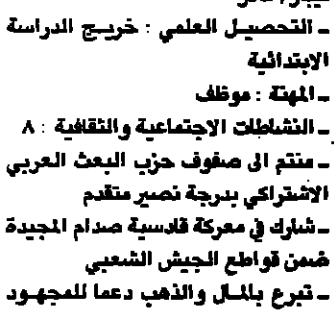 ـ التحصيل العلمي : خريج الدراسة
الابتدائية
ـ المهنة : موظف
ـ النشاطات الاجتماعية والثقافية : ٨
ـ منتم الى صفوف حزب البعث العربي
الاشتراكي بدرجة نصير متقدم
ـ شارك في معركة قادسية صدام المجيدة
ضمن قواطع الجيش الشعبي
ـ تبرع بالمال والذهب دعما للمجهود